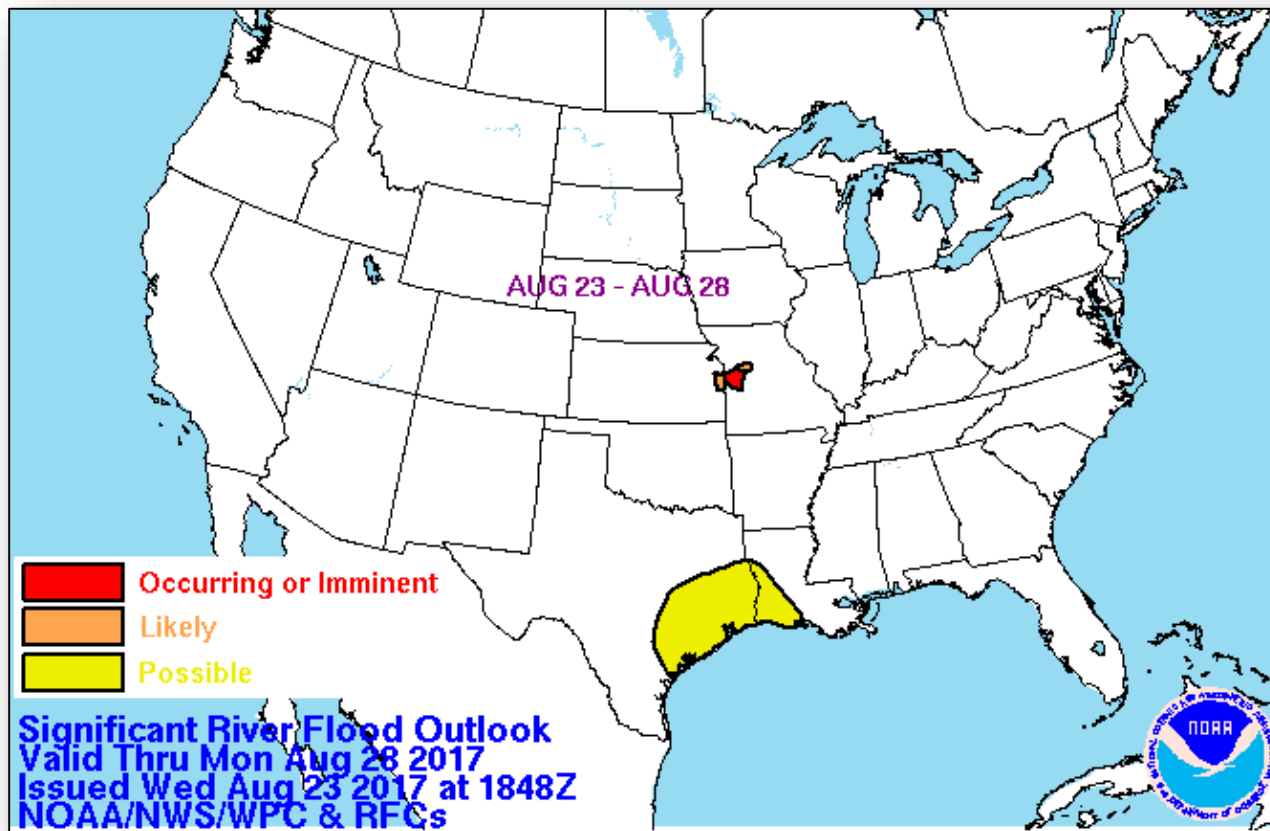 AUG 23 - AUG 28
Occurring or Imminent
Likely
Possible
Significant River Flood Outlook
Valid Thru Mon Aug 28 2017
Issued Wed Aug 23 2017 at 1848Z
NOAA/NWS/WPC & RFCs
NOAA